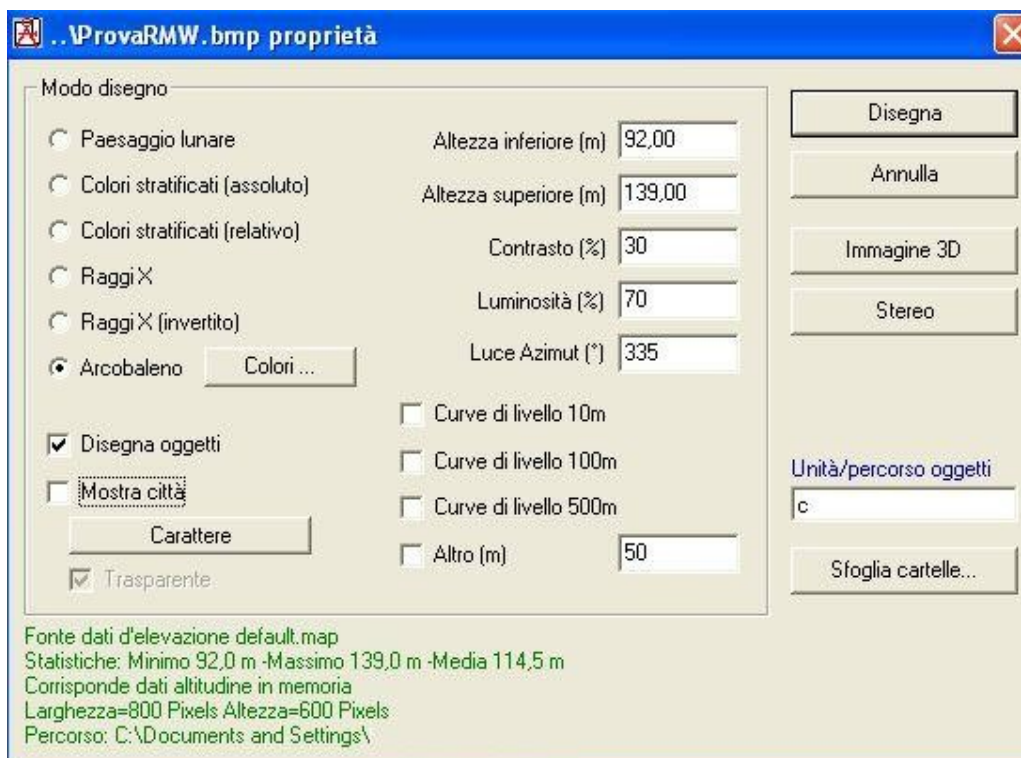 ..\ProvaRMW.bmp proprietà
Modo disegno
Paesaggio lunare
Colori stratificati (assoluto)
Colori stratificati (relativo)
Raggi X
Raggi X (invertito)
Arcobaleno
Colori ...
Disegna oggetti
Mostra città
Carattere
Trasparente
Altezza inferiore (m) 92,00
Altezza superiore (m) 139,00
Contrasto (%) 30
Luminosità (%) 70
Luce Azimut (°) 335
Curve di livello 10m
Curve di livello 100m
Curve di livello 500m
Altro (m) 50
Disegna
Annulla
Immagine 3D
Stereo
Unità/percorso oggetti
c
Sfoglia cartelle...
Fonte dati d'elevazione default.map
Statistiche: Minimo 92,0 m -Massimo 139,0 m -Media 114,5 m
Corrisponde dati altitudine in memoria
Larghezza=800 Pixels Altezza=600 Pixels
Percorso: C:\Documents and Settings\